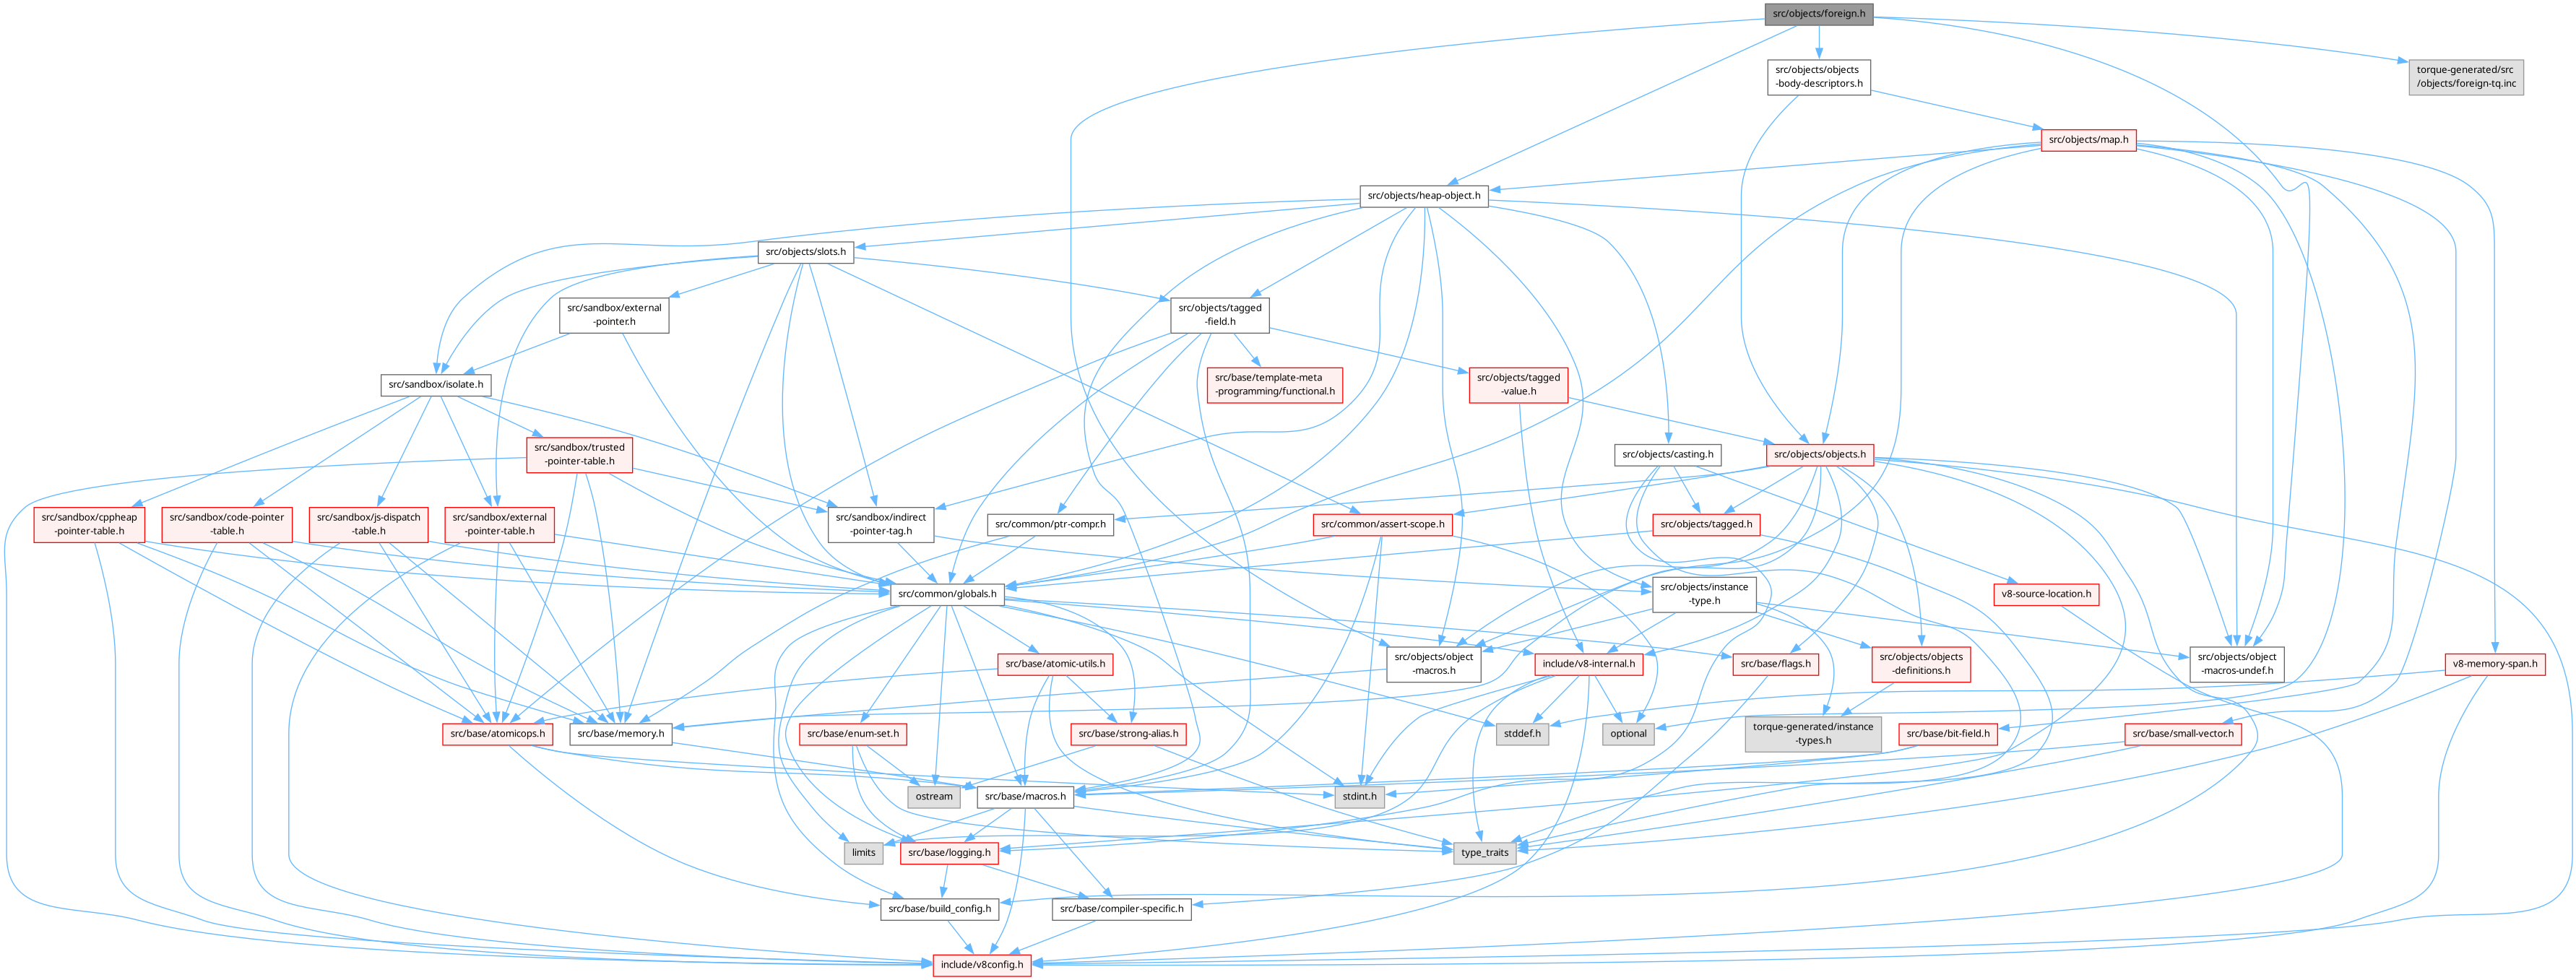 src/objects/foreign.h
src/objects/objects
-body-descriptors.h
torque-generated/src
/objects/foreign-tq.inc
src/objects/map.h
src/objects/heap-object.h
src/objects/slots.h
src/sandbox/external
-pointer.h
src/objects/tagged
-field.h
src/sandbox/isolate.h
src/base/template-meta
-programming/functional.h
src/objects/tagged
-value.h
src/sandbox/trusted
-pointer-table.h
src/objects/casting.h
src/objects/objects.h
src/sandbox/cppheap
-pointer-table.h
src/sandbox/code-pointer
-table.h
src/sandbox/js-dispatch
-table.h
src/sandbox/external
-pointer-table.h
src/sandbox/indirect
-pointer-tag.h
src/common/ptr-compr.h
src/common/assert-scope.h
src/objects/tagged.h
src/common/globals.h
src/objects/instance
-type.h
v8-source-location.h
src/base/atomic-utils.h
src/objects/object
-macros.h
include/v8-internal.h
src/base/flags.h
src/objects/objects
-definitions.h
src/objects/object
-macros-undef.h
v8-memory-span.h
src/base/atomicops.h
src/base/memory.h
src/base/enum-set.h
src/base/strong-alias.h
stddef.h
optional
torque-generated/instance
-types.h
src/base/bit-field.h
src/base/small-vector.h
ostream
src/base/macros.h
stdint.h
limits
src/base/logging.h
type_traits
src/base/build_config.h
src/base/compiler-specific.h
include/v8config.h